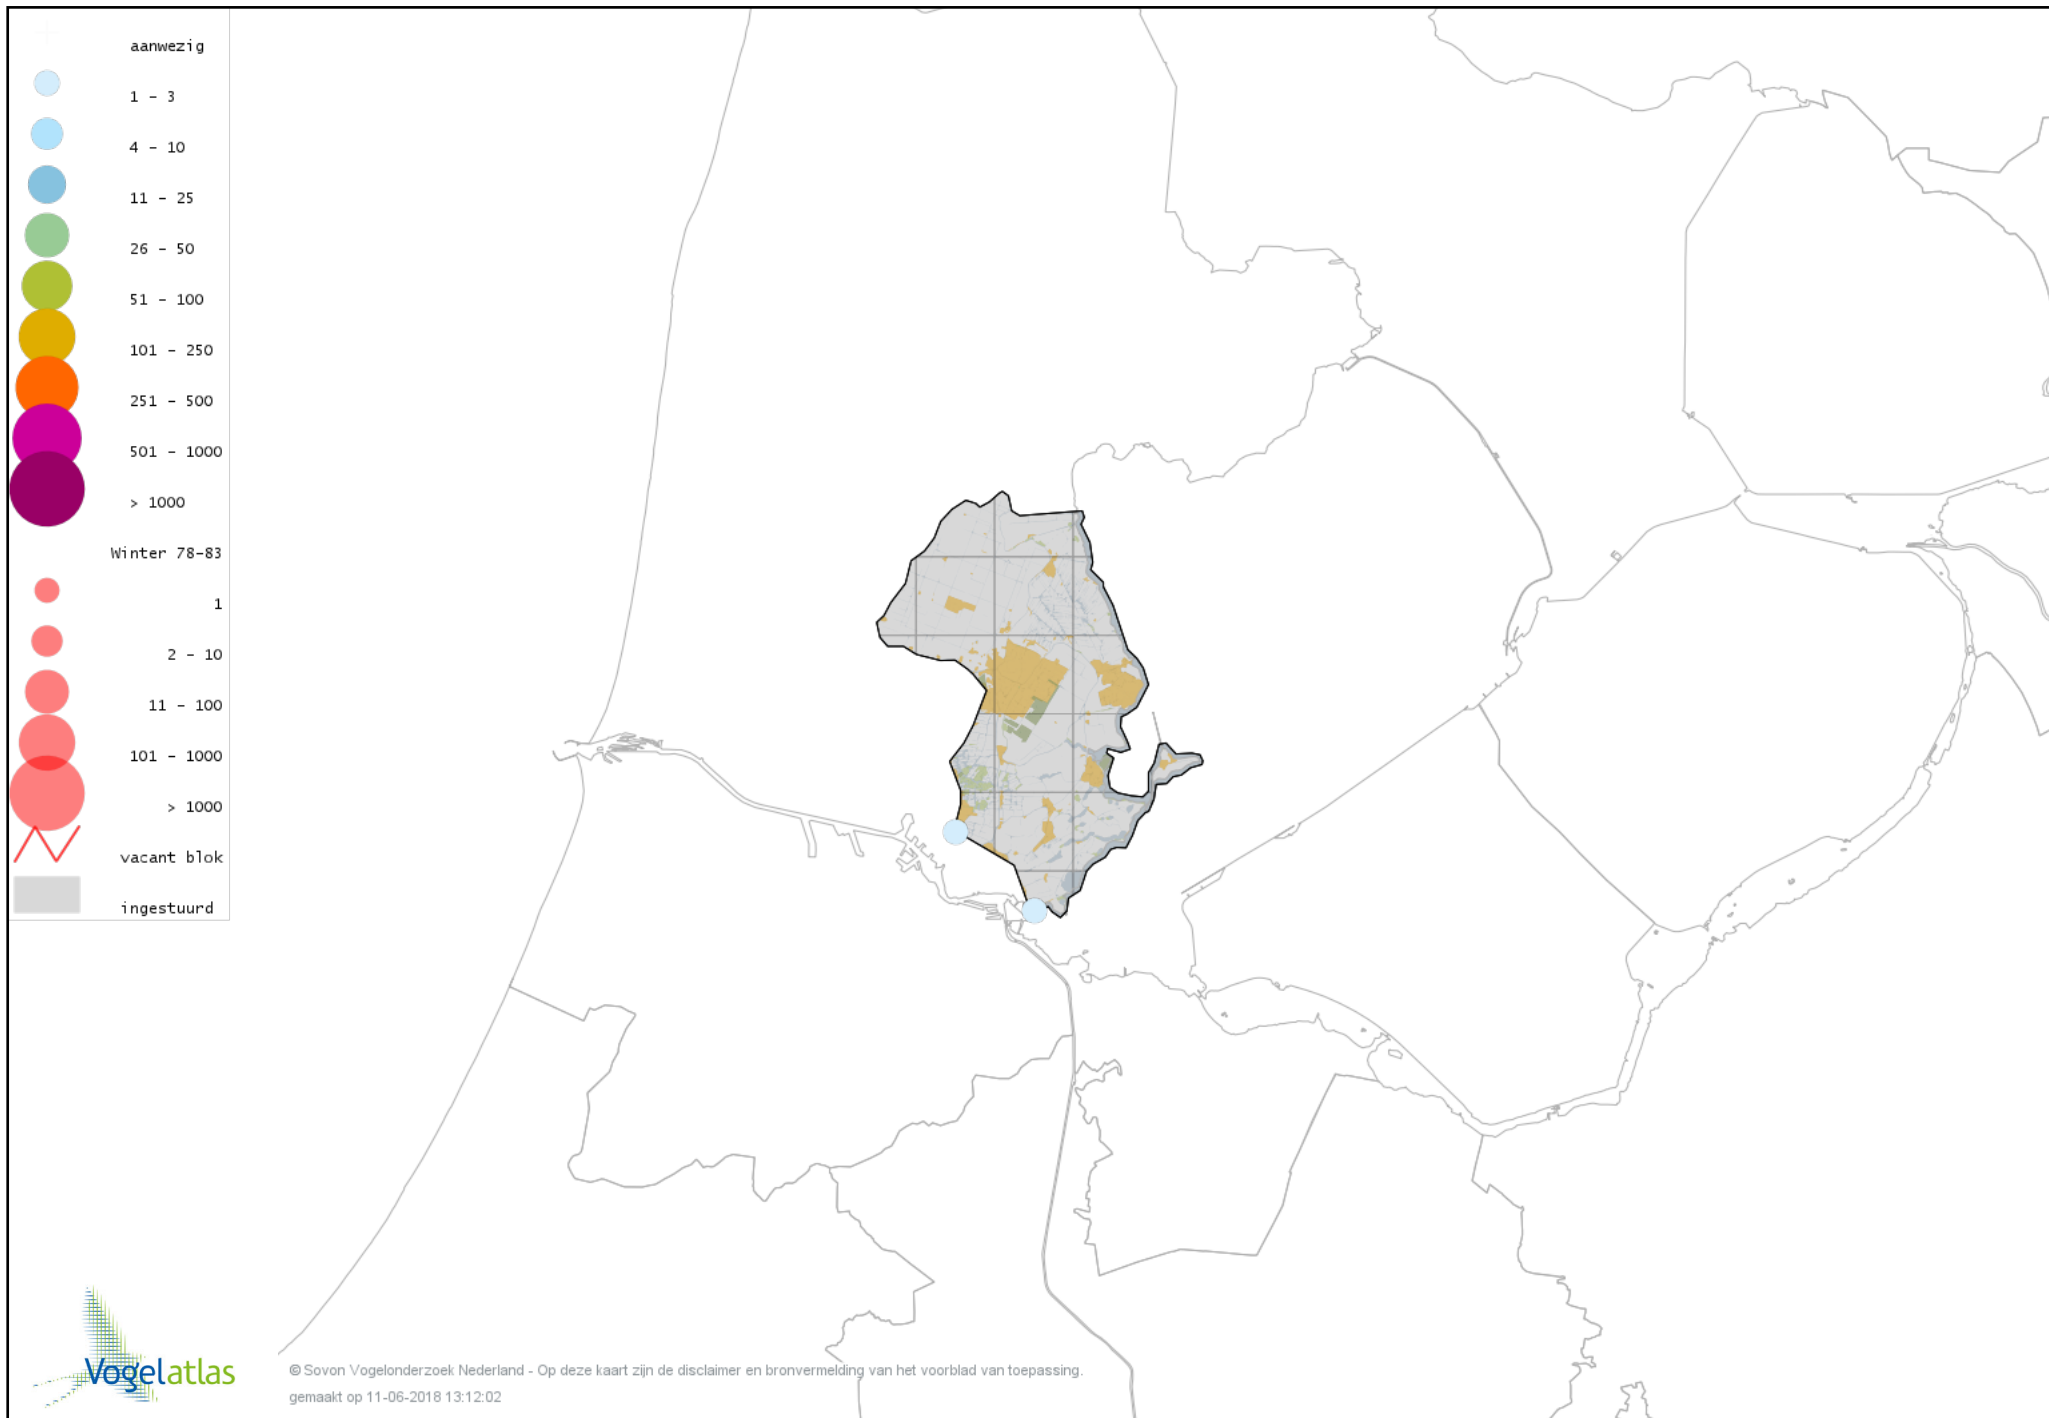 aanwezig
1 - 3
4 - 10
11 - 25
26 - 50
51 - 100
101 - 250
251 - 500
501 - 1000
> 1000
Winter 78-83
1
2 - 10
11 - 100
101 - 1000
> 1000
vacant blok
ingestuurd
Vogelatlas
© Sovon Vogelonderzoek Nederland - Op deze kaart zijn de disclaimer en bronvermelding van het voorblad van toepassing.
gemaakt op 11-06-2018 13:12:02